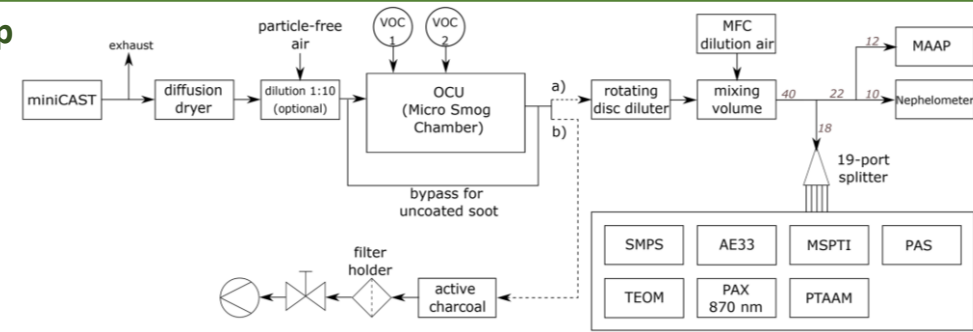 p
exhaust
miniCAST
diffusion
dryer
particle-free
air
dilution 1:10
(optional)
VOC
1
VOC
2
OCU
(Micro Smog
Chamber)
bypass for
uncoated soot
a)
b)
rotating
disc diluter
MFC
dilution air
mixing
volume
40
22
12
10
18
MAAP
Nephelometer
19-port
splitter
SMPS
AE33
MSPTI
PAS
TEOM
PAX
870 nm
PTAAM
filter
holder
active
charcoal